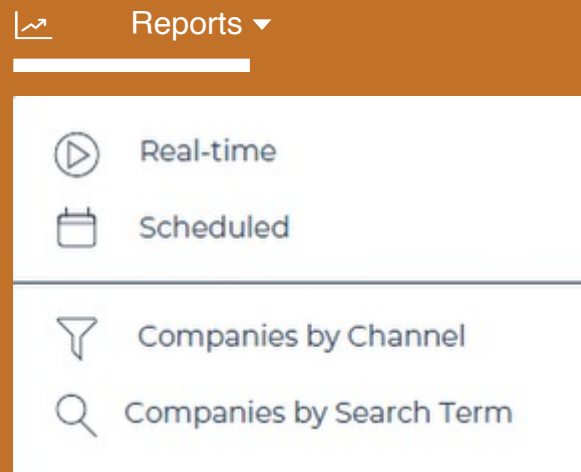 Reports
Real-time
Scheduled
Companies by Channel
Companies by Search Term